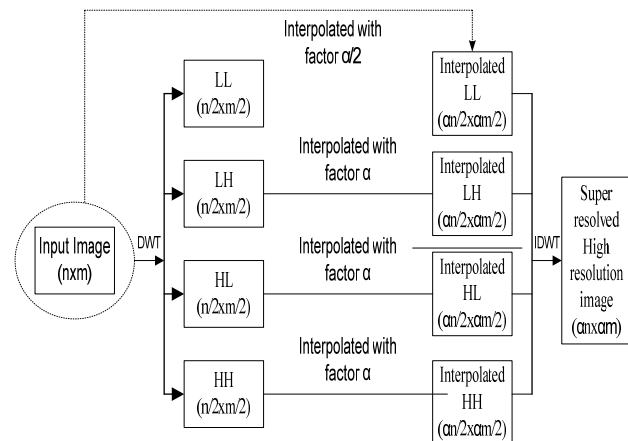 Interpolated with
factor α/2
LL
(n/2xm/2)
Interpolated
LL
(αn/2xαm/2)
Interpolated with
factor α
LH
(n/2xm/2)
Interpolated
LH
(αn/2xαm/2)
Input Image
(nxm)
DWT
Interpolated with
factor α
HL
(n/2xm/2)
Interpolated
HL
(αn/2xαm/2)
IDWT
Super
resolved
High
resolution
image
(αnxαm)
Interpolated with
factor α
HH
(n/2xm/2)
Interpolated
HH
(αn/2xαm/2)